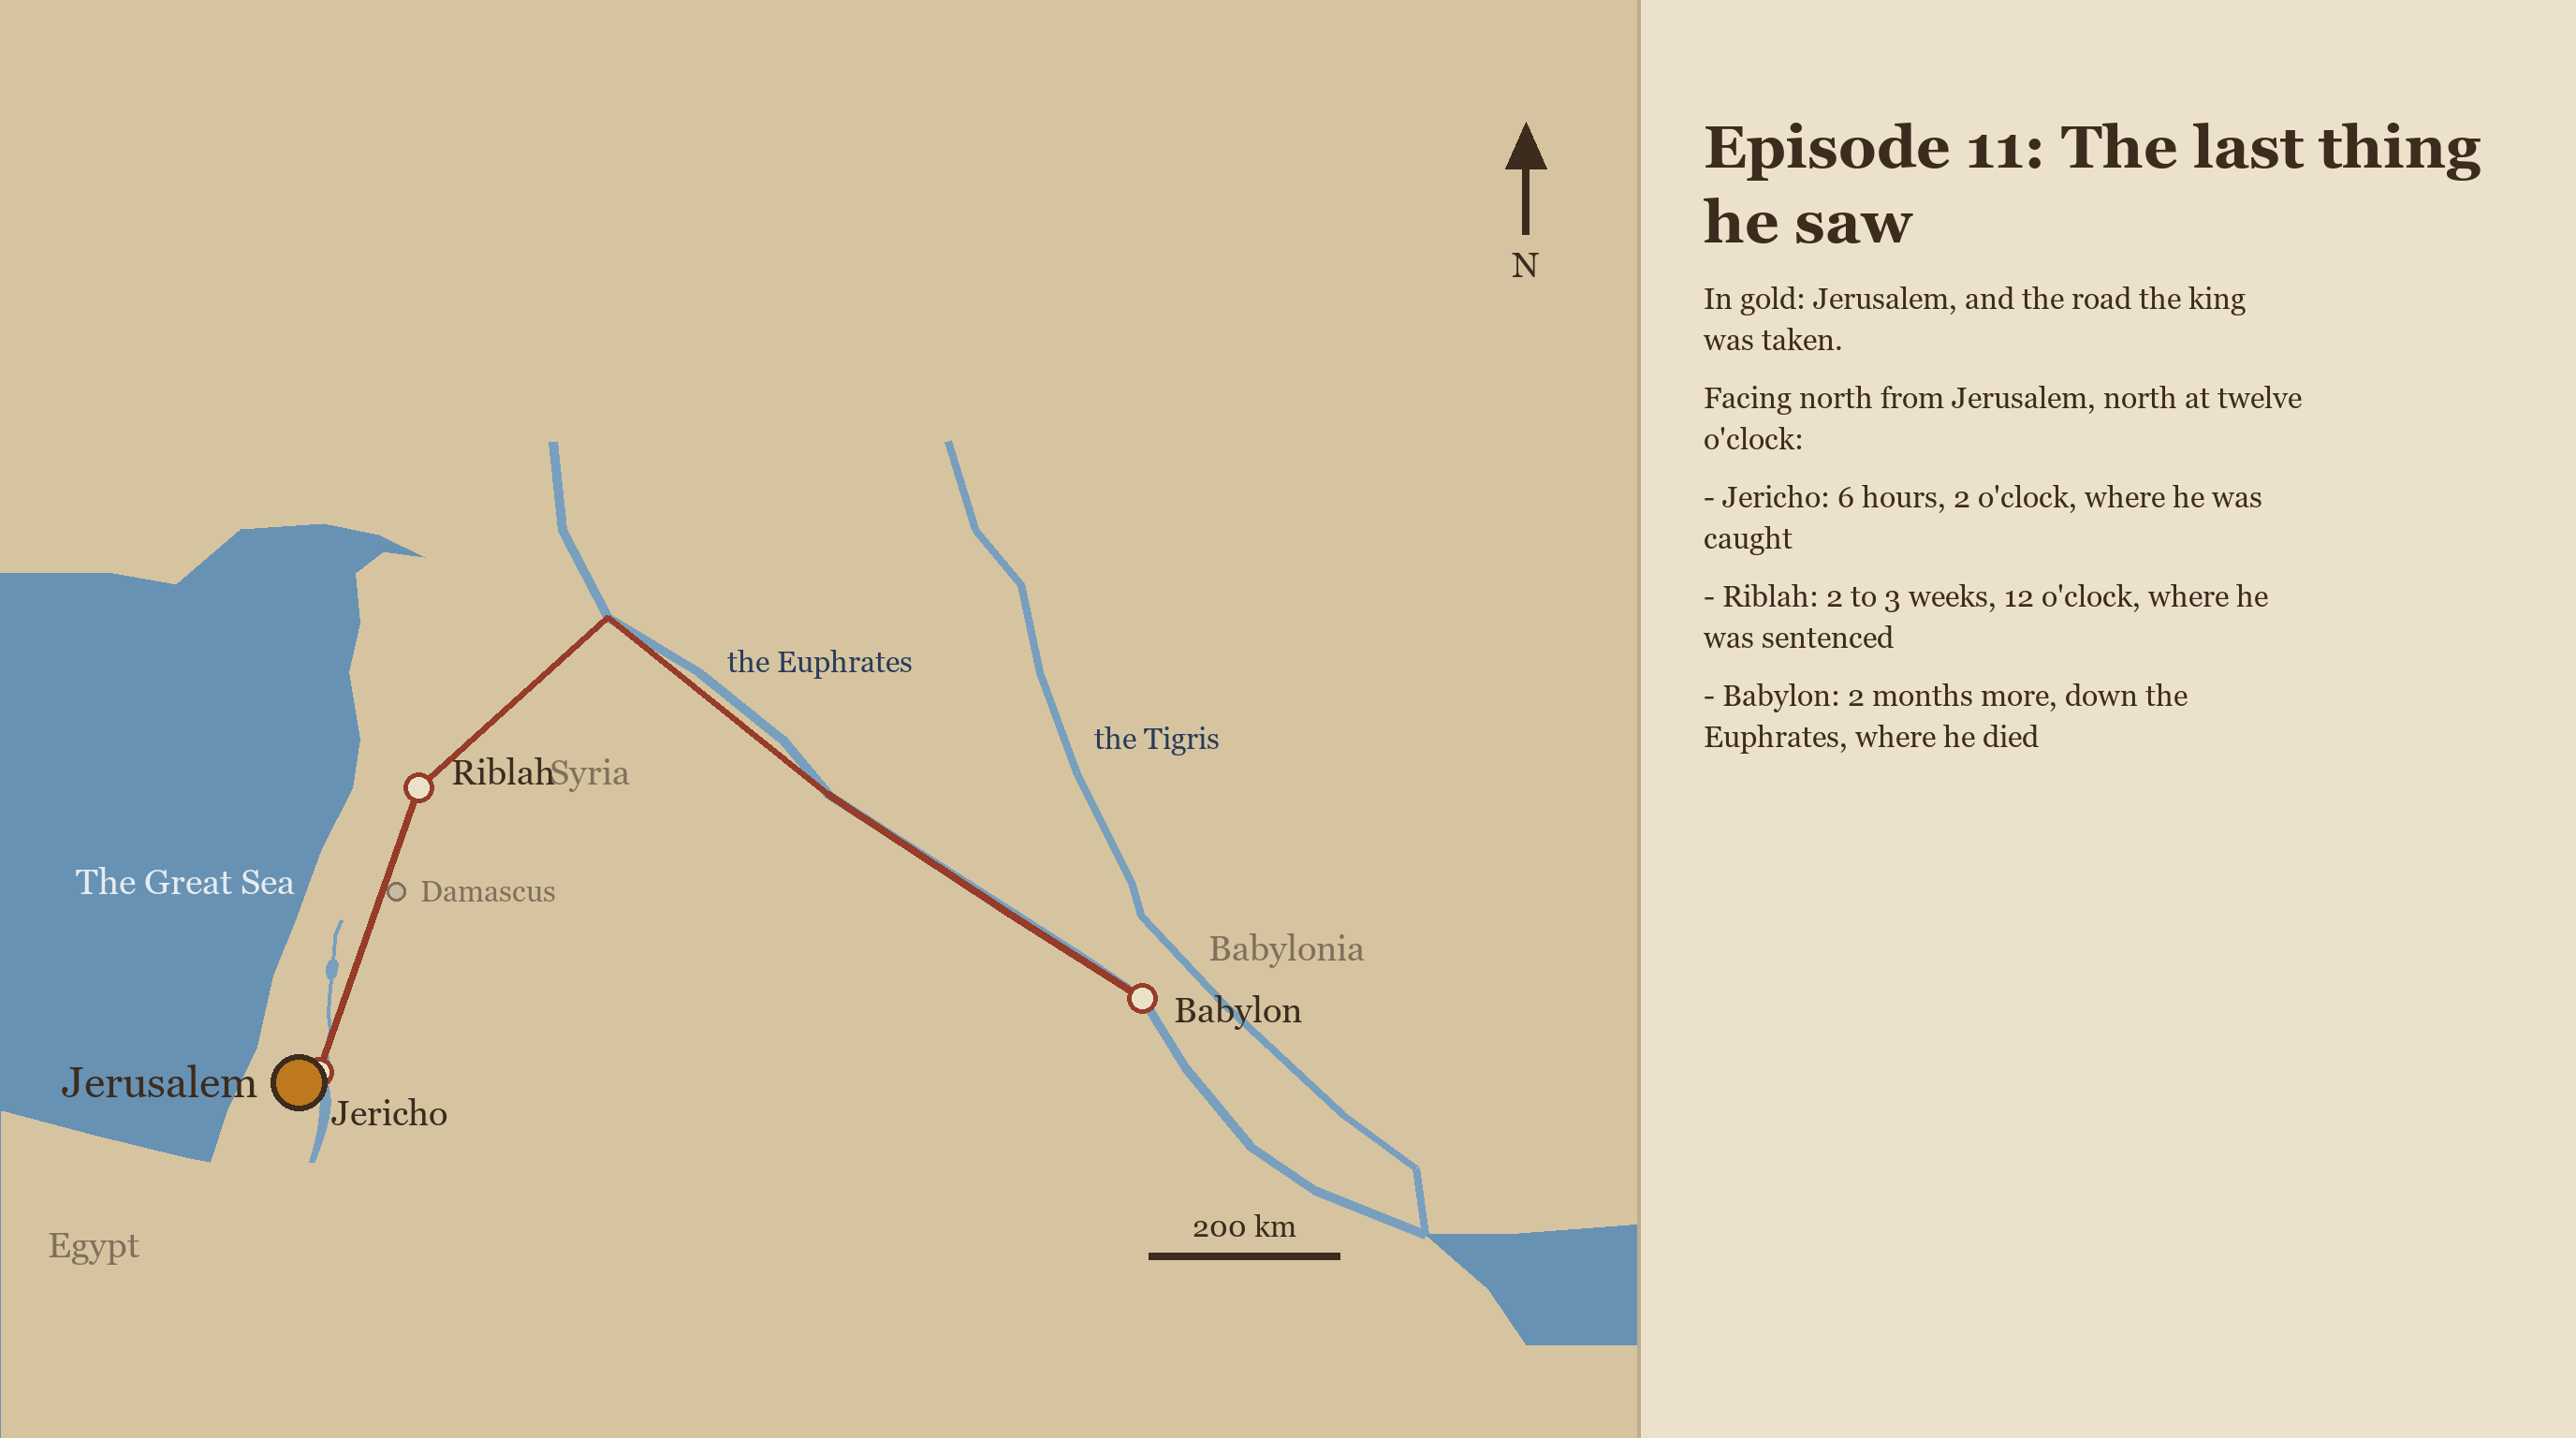 N
the Euphrates
the Tigris
Riblah
Syria
The Great Sea
Damascus
Babylonia
Babylon
Jerusalem
Jericho
200 km
Egypt
Episode 11: The last thing
he saw
In gold: Jerusalem, and the road the king
was taken.
Facing north from Jerusalem, north at twelve
o'clock:
- Jericho: 6 hours, 2 o'clock, where he was
caught
- Riblah: 2 to 3 weeks, 12 o'clock, where he
was sentenced
- Babylon: 2 months more, down the
Euphrates, where he died